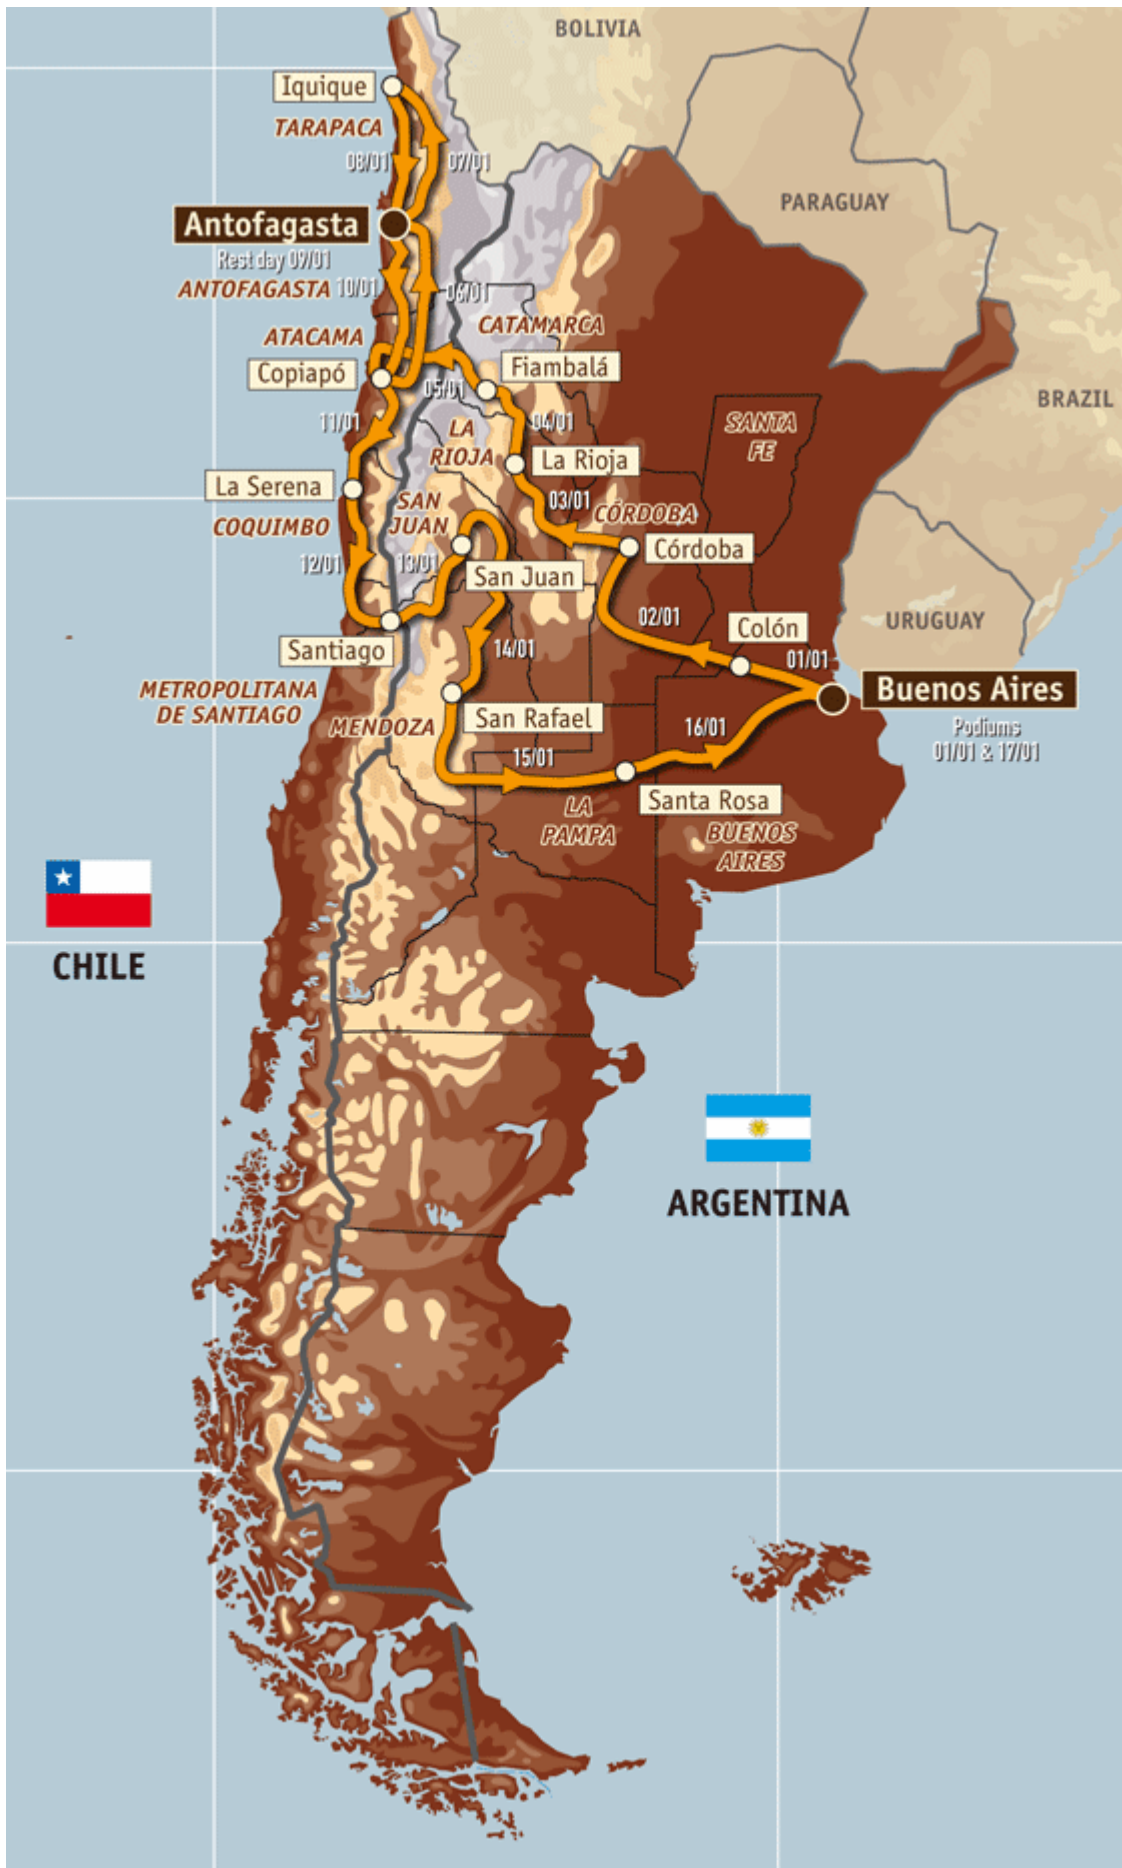 BOLIVIA
Iquique
TARAPACA
08/01
07/01
PARAGUAY
Antofagasta
Rest day 09/01
ANTOFAGASTA
10/01
06/01
CATAMARCA
ATACAMA
Copiapó
Fiambalá
05/01
BRAZIL
11/01
04/01
SANTA
FE
LA
RIOJA
La Rioja
La Serena
SAN
JUAN
03/01
CÓRDOBA
COQUIMBO
Córdoba
12/01
13/01
San Juan
02/01
Colón
URUGUAY
Santiago
14/01
01/01
METROPOLITANA
DE SANTIAGO
Buenos Aires
Podiums
01/01 & 17/01
MENDOZA
San Rafael
16/01
15/01
Santa Rosa
LA
PAMPA
BUENOS
AIRES
CHILE
ARGENTINA